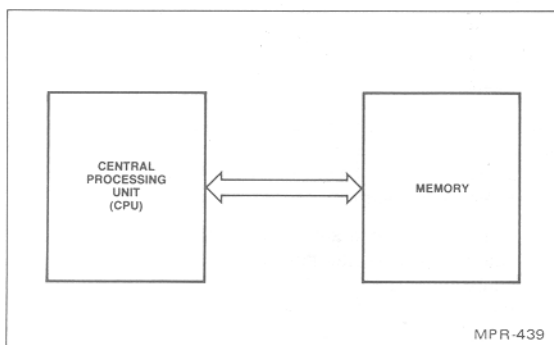 CENTRAL
PROCESSING
UNIT
(CPU)
MEMORY
MPR-439